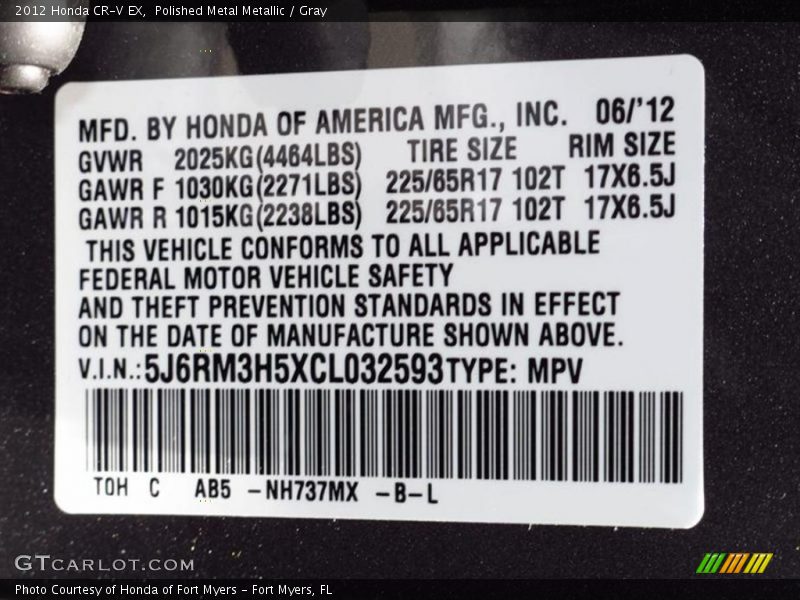 2012 Honda CR-V EX,  Polished Metal Metallic / Gray
MFD. BY HONDA OF AMERICA MFG., INC.  06/'12
GVWR  2025KG(4464LBS)  TIRE SIZE  RIM SIZE
GAWR F 1030KG(2271LBS)  225/65R17 102T  17X6.5J
GAWR R 1015KG(2238LBS)  225/65R17 102T  17X6.5J
THIS VEHICLE CONFORMS TO ALL APPLICABLE
FEDERAL MOTOR VEHICLE SAFETY
AND THEFT PREVENTION STANDARDS IN EFFECT
ON THE DATE OF MANUFACTURE SHOWN ABOVE.
V.I.N.:5J6RM3H5XCL032593 TYPE: MPV
TOH  C  AB5  -NH737MX  -B-L
GTCARLOT.COM
Photo Courtesy of Honda of Fort Myers - Fort Myers, FL